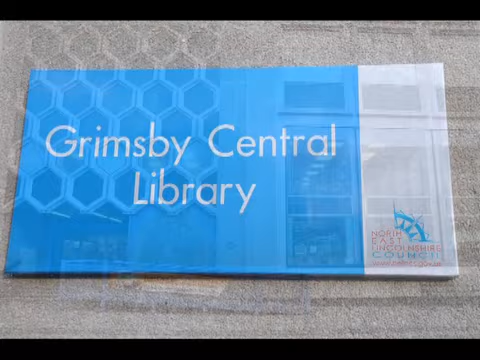 Grimsby Central
Library
NORTH
EAST
LINCOLNSHIRE
COUNCIL